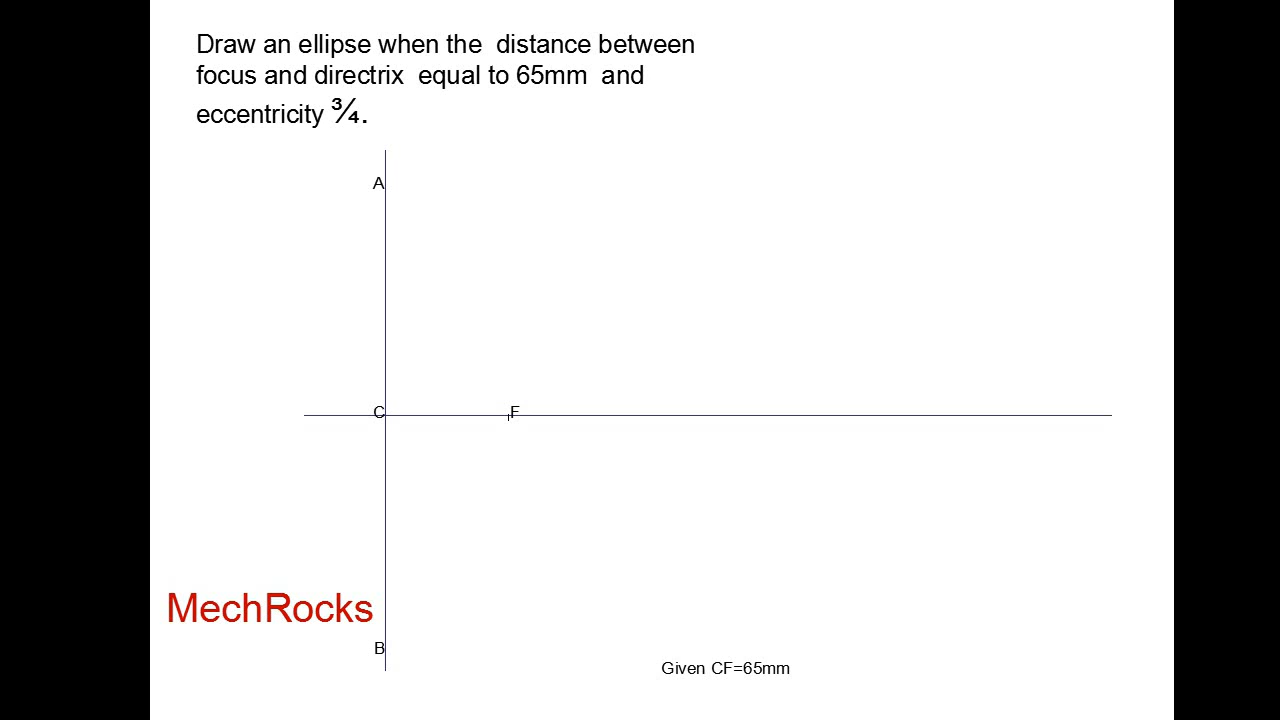 Draw an ellipse when the distance between
focus and directrix equal to 65mm and
eccentricity ¾.
A
C F
MechRocks
B
Given CF=65mm